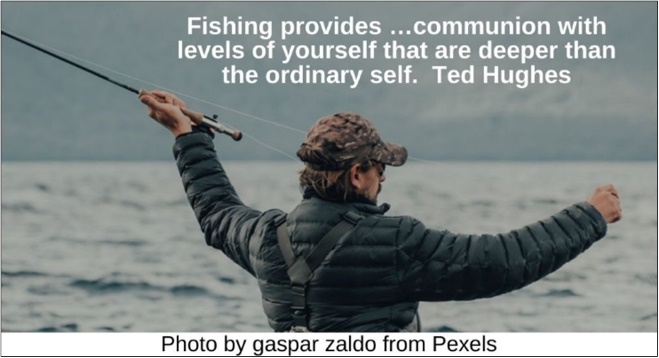 Fishing provides …communion with
levels of yourself that are deeper than
the ordinary self.  Ted Hughes
Photo by gaspar zaldo from Pexels